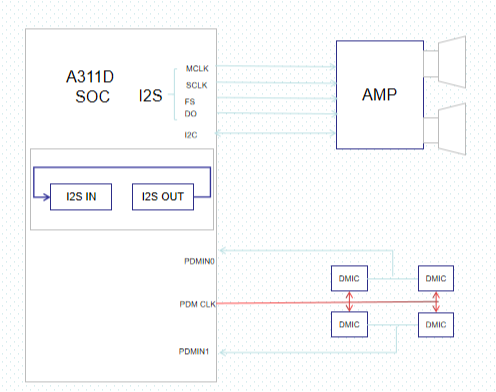 A311D
SOC
I2S
MCLK
SCLK
FS
DO
I2C
AMP
I2S IN
I2S OUT
PDMIN0
PDM CLK
PDMIN1
DMIC
DMIC
DMIC
DMIC